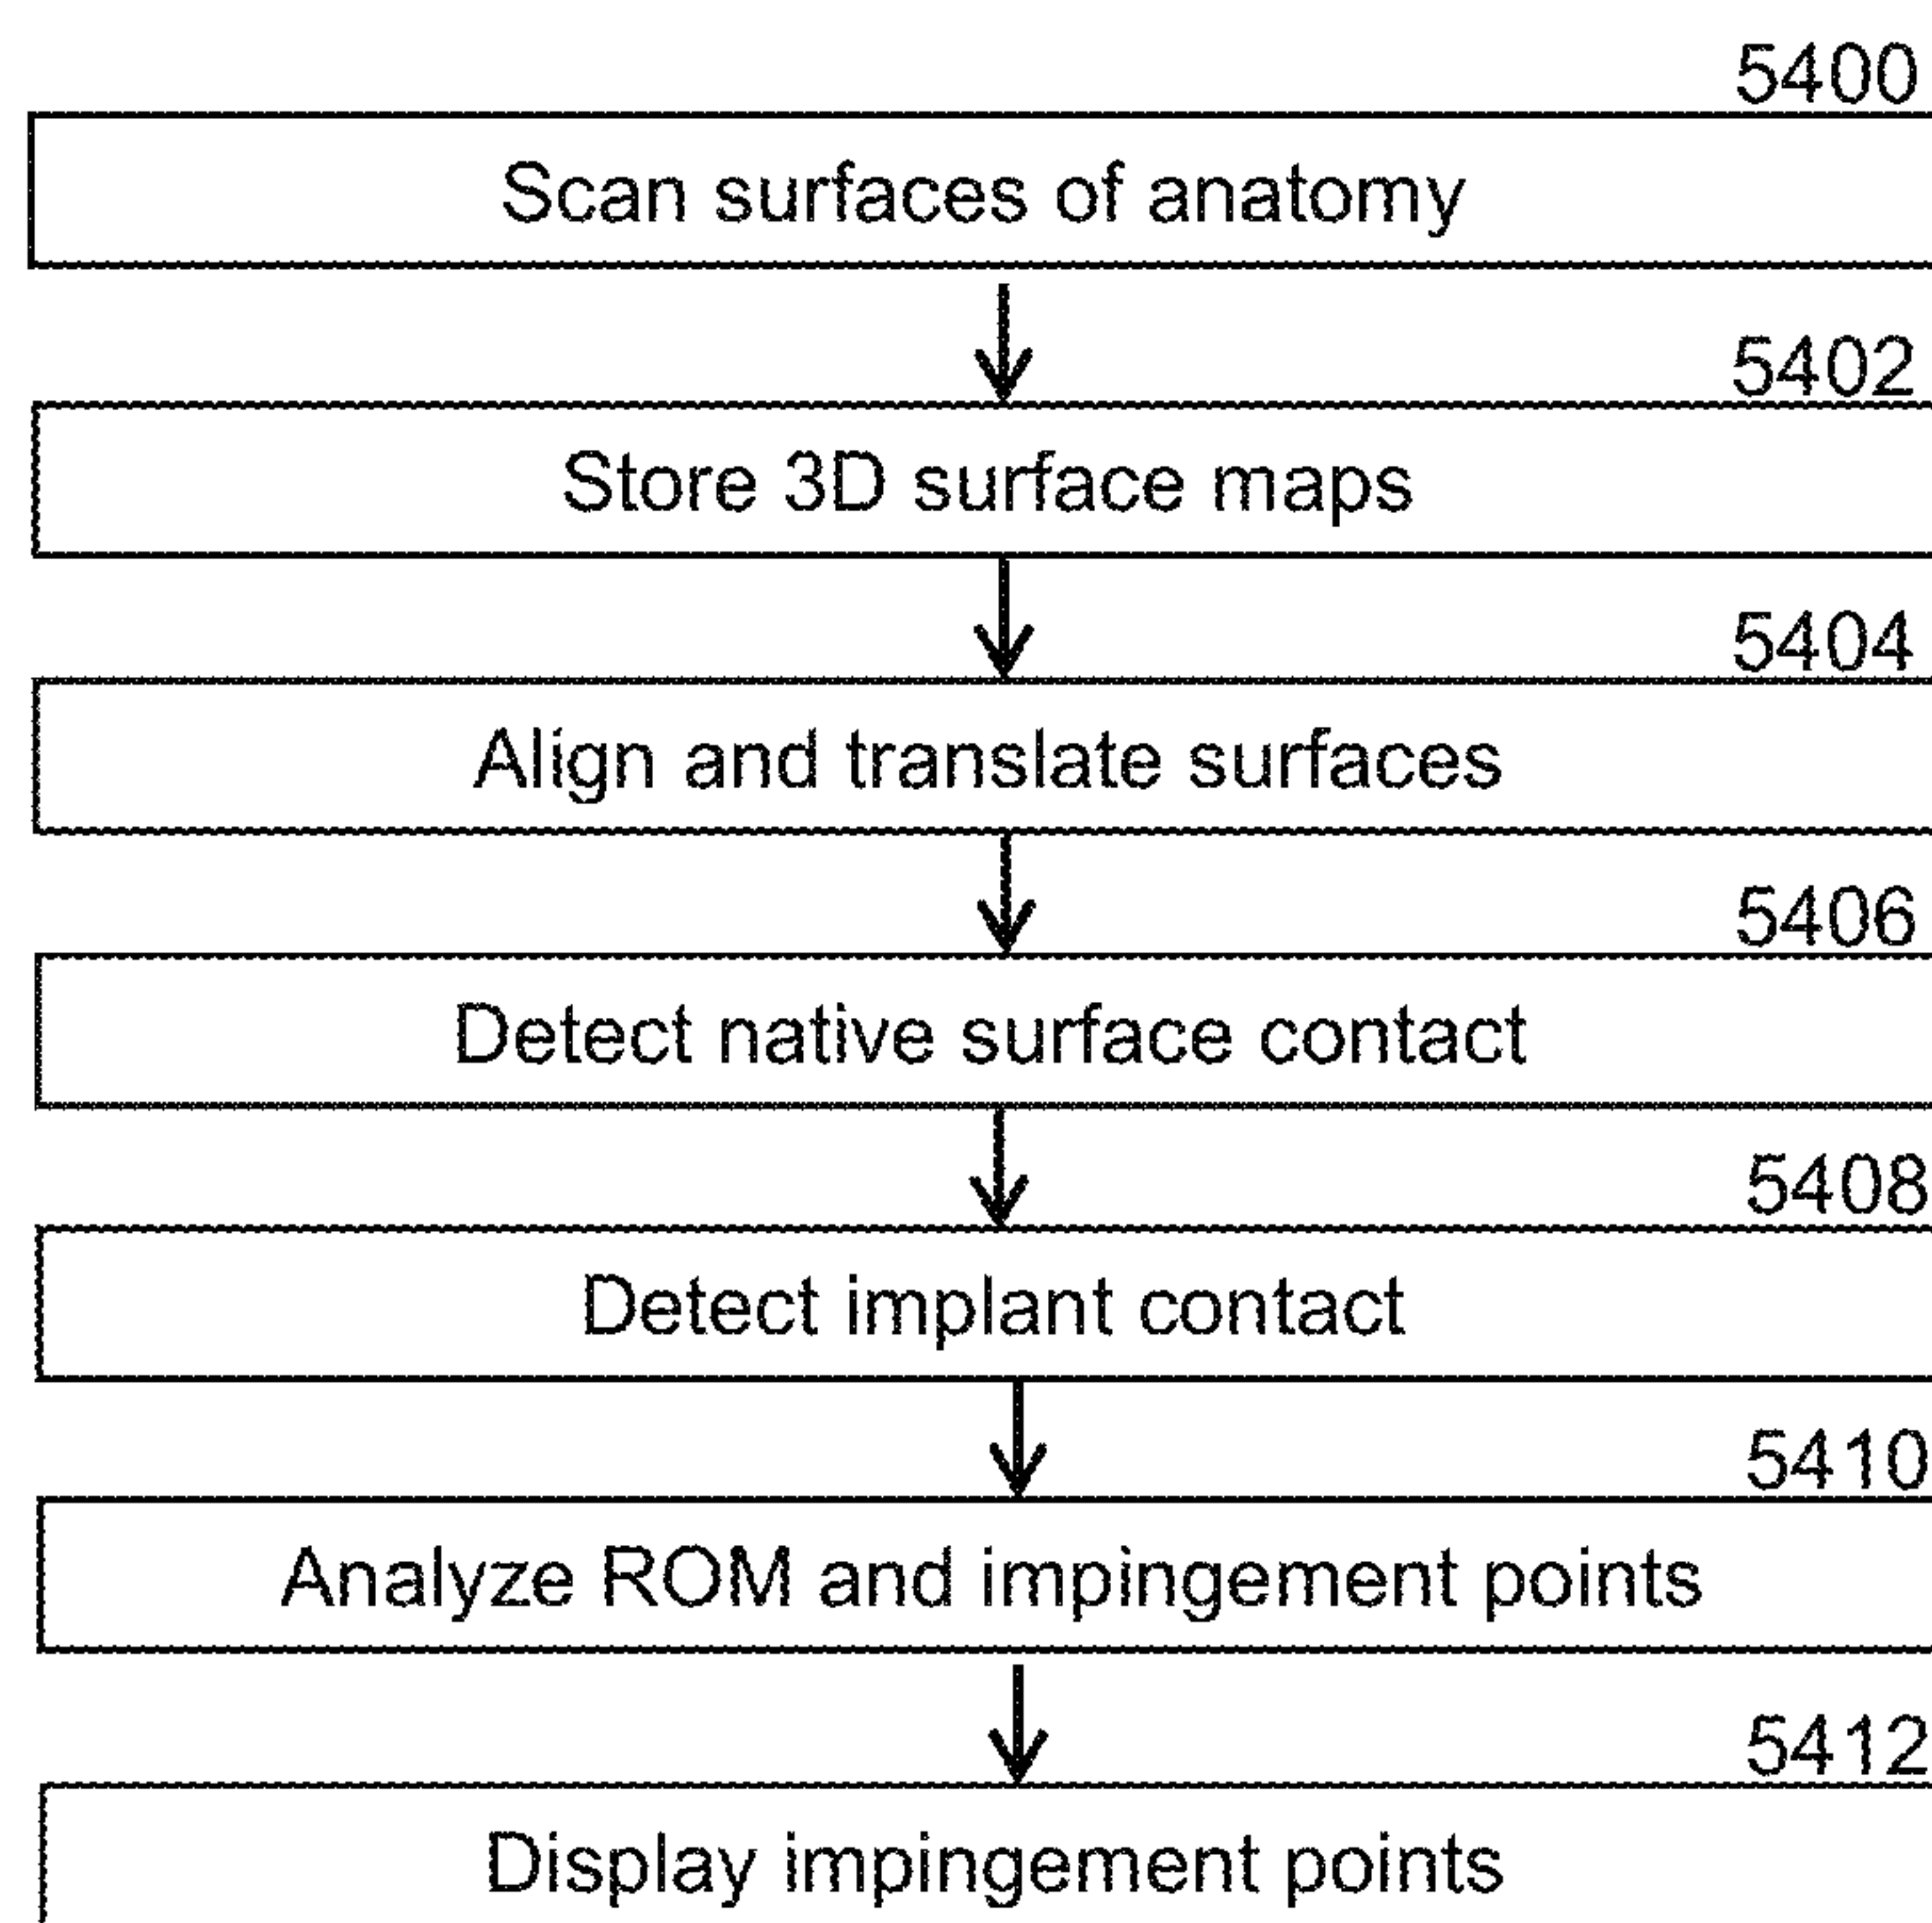 5400
Scan surfaces of anatomy
5402
Store 3D surface maps
5404
Align and translate surfaces
5406
Detect native surface contact
5408
Detect implant contact
5410
Analyze ROM and impingement points
5412
Display impingement points